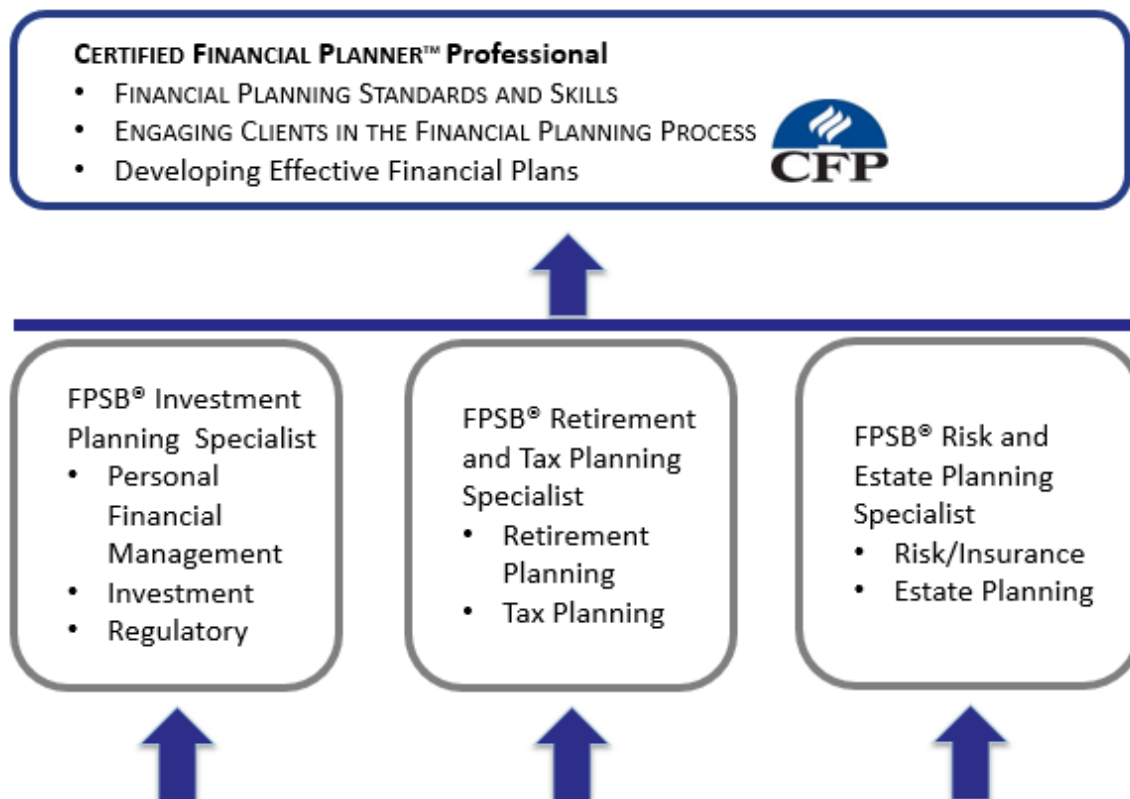 CERTIFIED FINANCIAL PLANNER™ Professional
• FINANCIAL PLANNING STANDARDS AND SKILLS
• ENGAGING CLIENTS IN THE FINANCIAL PLANNING PROCESS
• Developing Effective Financial Plans
CFP
FPSB® Investment
Planning Specialist
• Personal
Financial
Management
• Investment
• Regulatory
FPSB® Retirement
and Tax Planning
Specialist
• Retirement
Planning
• Tax Planning
FPSB® Risk and
Estate Planning
Specialist
• Risk/Insurance
• Estate Planning